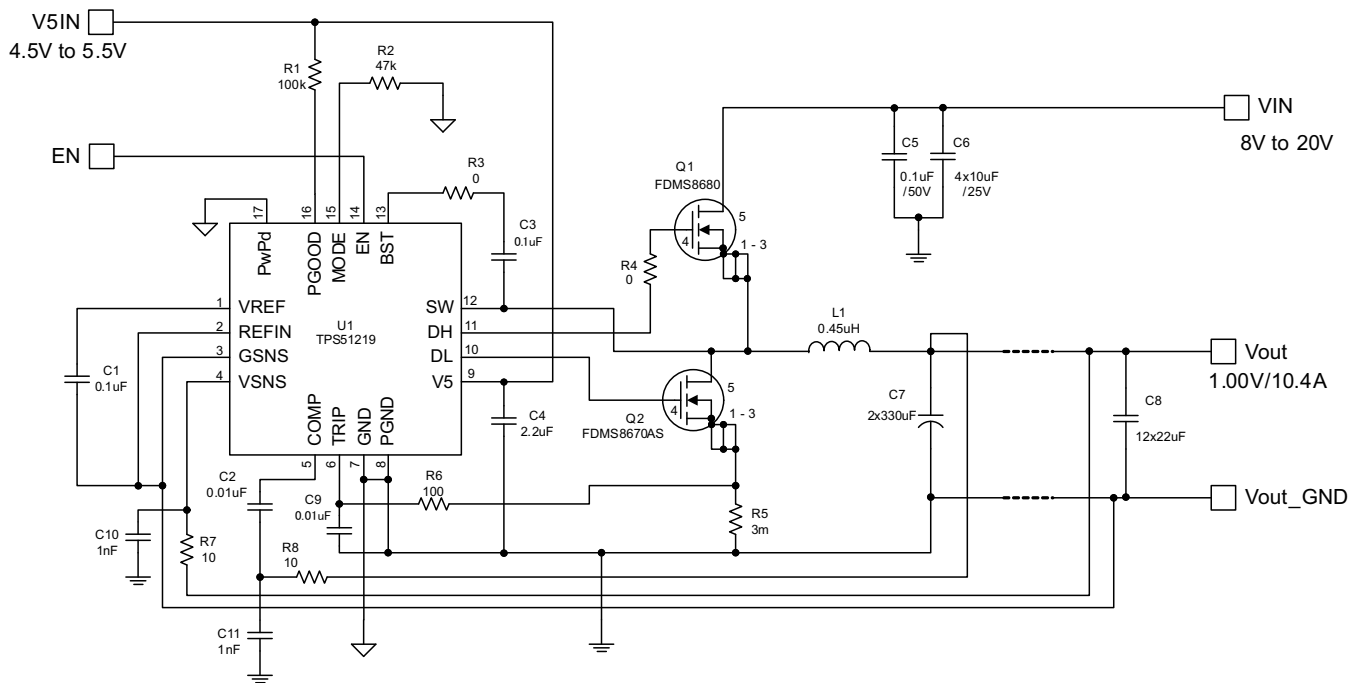 V5IN
4.5V to 5.5V
R1
100k
R2
47k
EN
VIN
8V to 20V
C5
0.1uF
/50V
C6
4x10uF
/25V
Q1
FDMS8680
5
4
1 - 3
R3
0
C3
0.1uF
R4
0
17
16
15
14
13
PwPd
PGOOD
MODE
EN
BST
1
VREF
2
REFIN
3
GSNS
4
VSNS
U1
TPS51219
SW
12
DH
11
DL
10
V5
9
COMP
TRIP
GND
PGND
5
6
7
8
C1
0.1uF
L1
0.45uH
Vout
1.00V/10.4A
Q2
FDMS8670AS
5
4
1 - 3
C4
2.2uF
C7
2x330uF
C8
12x22uF
Vout_GND
C2
0.01uF
C9
0.01uF
R6
100
R5
3m
C10
1nF
R7
10
R8
10
C11
1nF